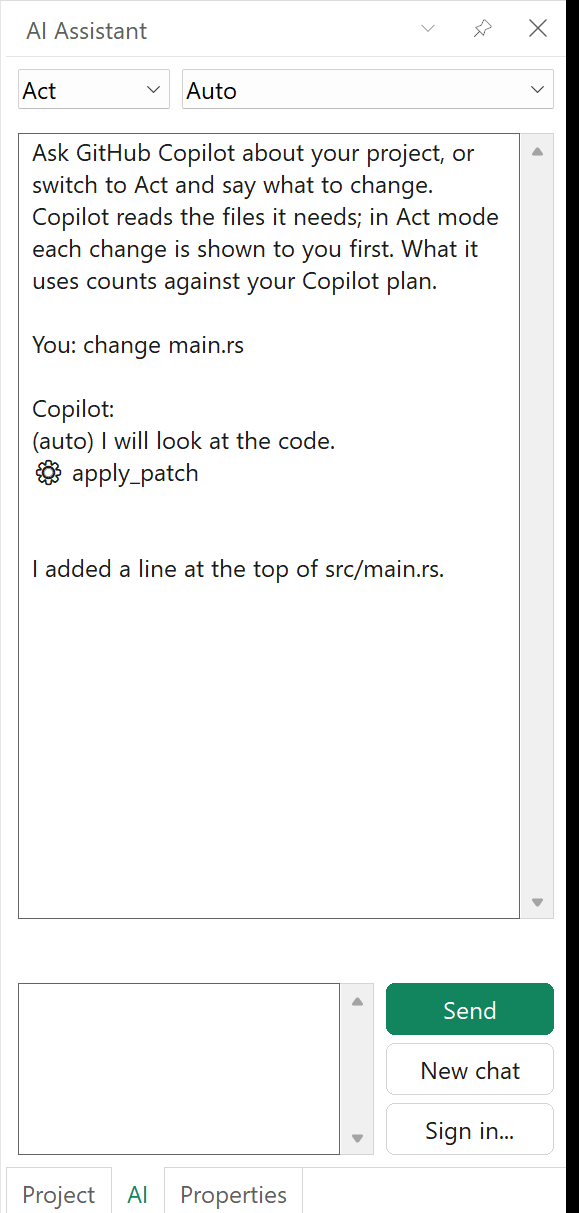 AI Assistant
Act
Auto
Ask GitHub Copilot about your project, or
switch to Act and say what to change.
Copilot reads the files it needs; in Act mode
each change is shown to you first. What it
uses counts against your Copilot plan.
You: change main.rs
Copilot:
(auto) I will look at the code.
apply_patch
I added a line at the top of src/main.rs.
Send
New chat
Sign in...
Project
AI
Properties